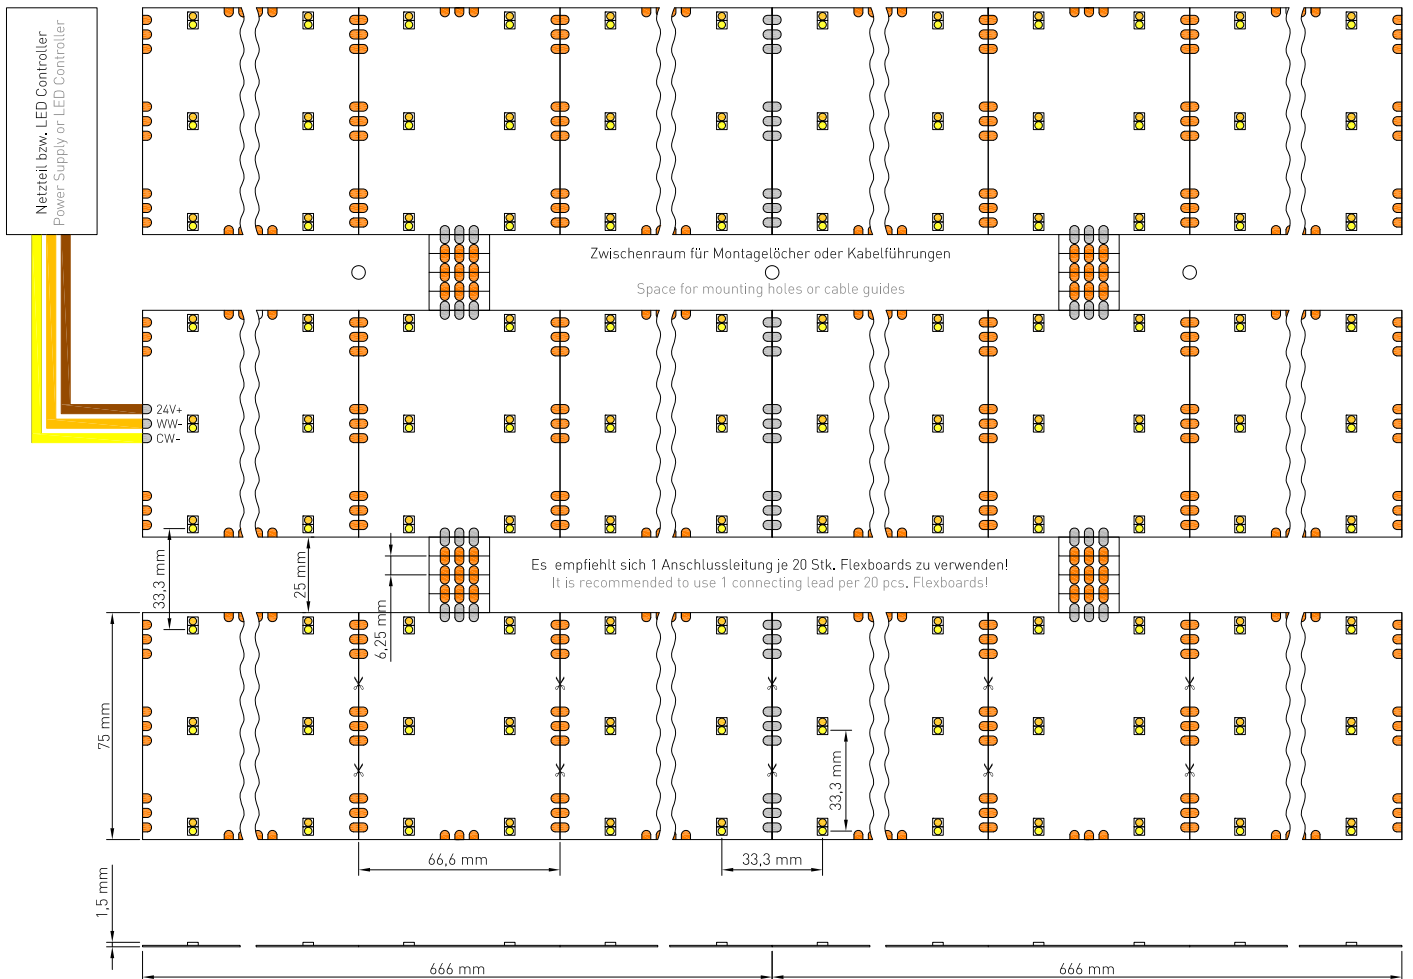 Netzteil bzw. LED Controller
Power Supply or LED Controller
Zwischenraum für Montagelöcher oder Kabelführungen
Space for mounting holes or cable guides
24V+
WW-
CW-
Es empfiehlt sich 1 Anschlussleitung je 20 Stk. Flexboards zu verwenden!
It is recommended to use 1 connecting lead per 20 pcs. Flexboards!
33,3 mm
25 mm
6,25 mm
75 mm
33,3 mm
66,6 mm
33,3 mm
1,5 mm
666 mm
666 mm